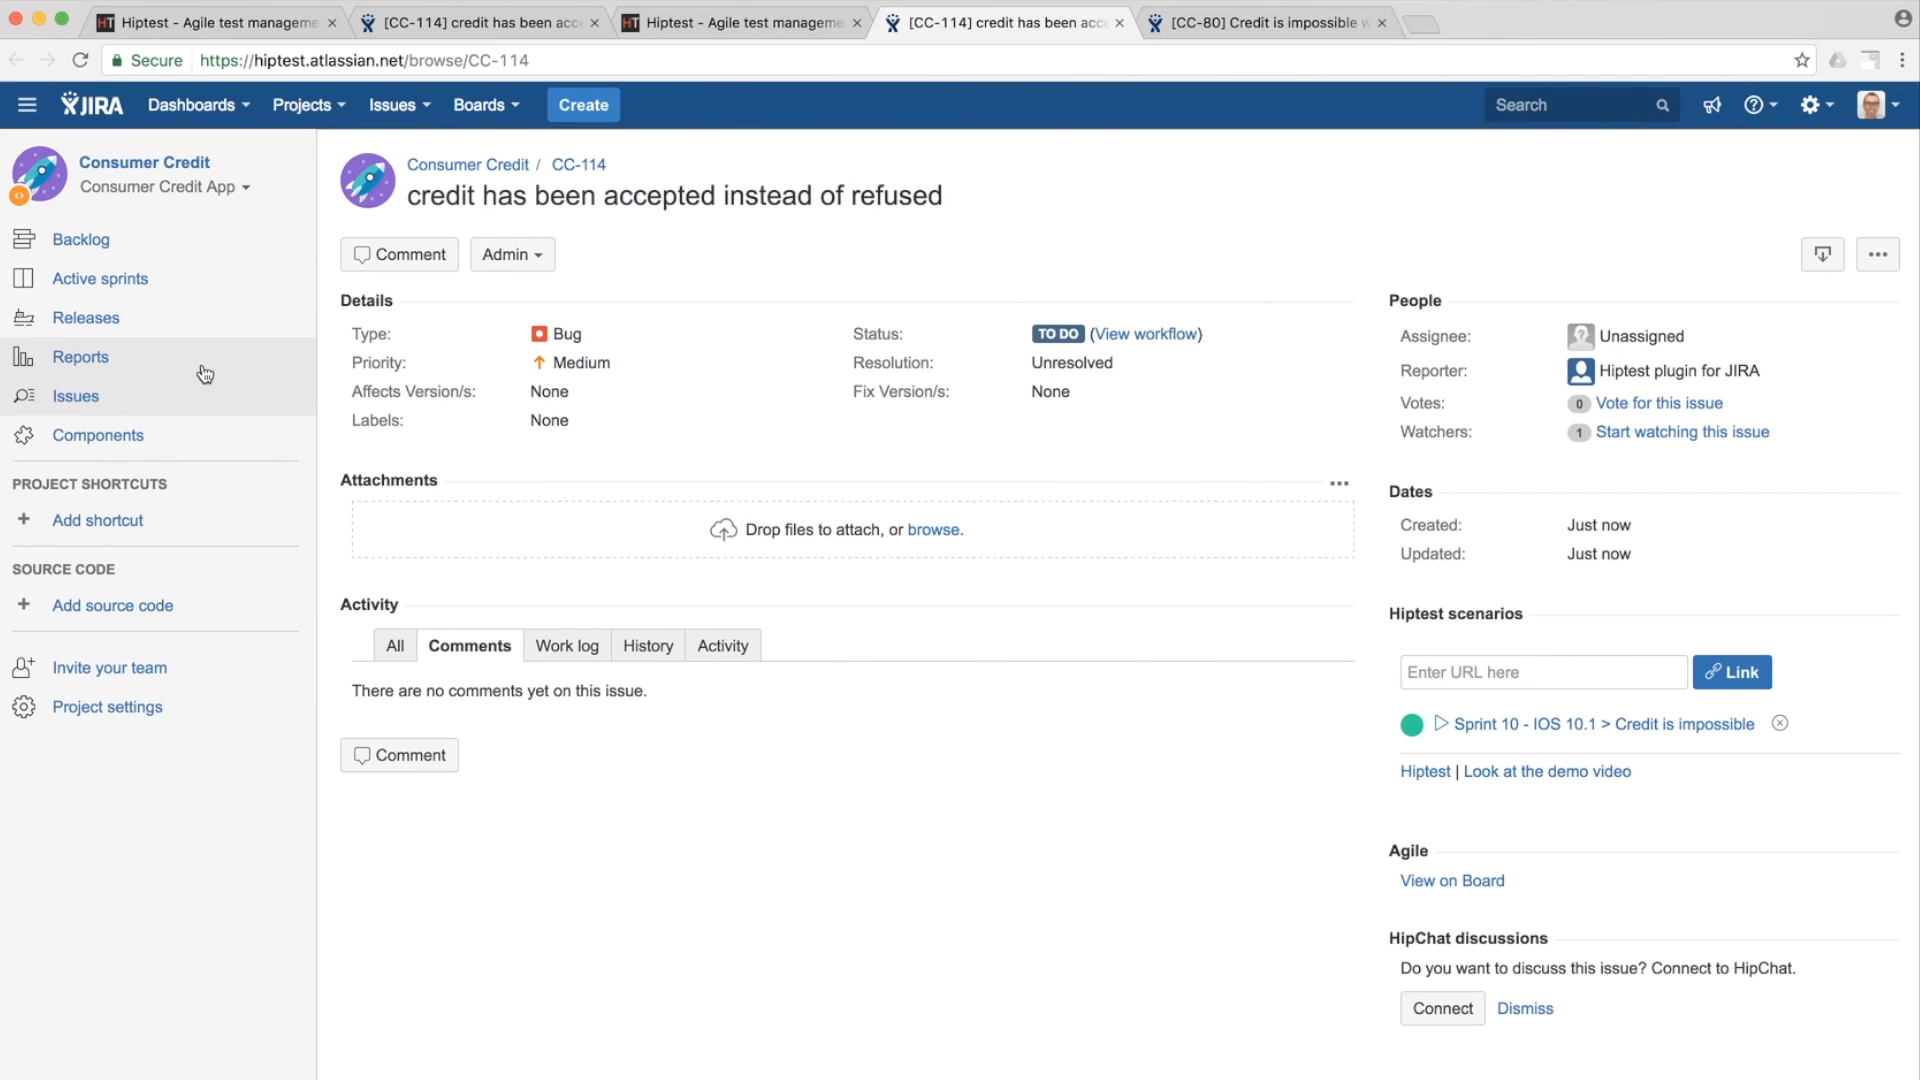 HT Hiptest - Agile test manageme
[CC-114] credit has been acce
HT Hiptest - Agile test manageme
[CC-114] credit has been acce
[CC-80] Credit is impossible w
Secure https://hiptest.atlassian.net/browse/CC-114
JIRA Dashboards Projects Issues Boards Create Search
Consumer Credit
Consumer Credit App
Backlog
Active sprints
Releases
Reports
Issues
Components
PROJECT SHORTCUTS
+ Add shortcut
SOURCE CODE
+ Add source code
Invite your team
Project settings
Consumer Credit / CC-114
credit has been accepted instead of refused
Comment Admin
Details
Type: Bug
Priority: Medium
Affects Version/s: None
Labels: None
Status: TO DO (View workflow)
Resolution: Unresolved
Fix Version/s: None
Attachments
Drop files to attach, or browse.
Activity
All Comments Work log History Activity
There are no comments yet on this issue.
Comment
People
Assignee: Unassigned
Reporter: Hiptest plugin for JIRA
Votes: 0 Vote for this issue
Watchers: 1 Start watching this issue
Dates
Created: Just now
Updated: Just now
Hiptest scenarios
Enter URL here Link
Sprint 10 - IOS 10.1 > Credit is impossible
Hiptest | Look at the demo video
Agile
View on Board
HipChat discussions
Do you want to discuss this issue? Connect to HipChat.
Connect Dismiss